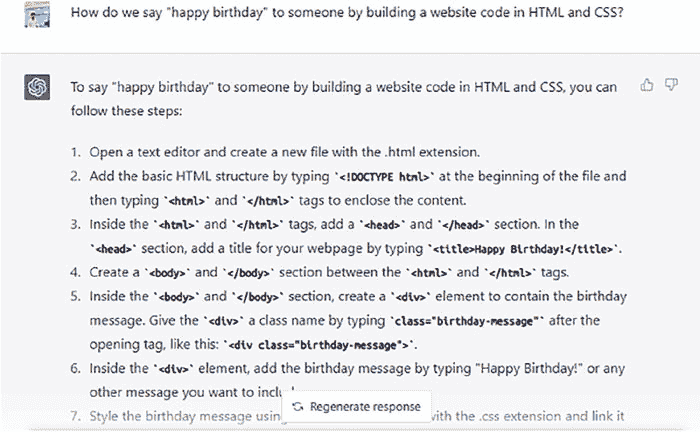 How do we say "happy birthday" to someone by building a website code in HTML and CSS?
To say "happy birthday" to someone by building a website code in HTML and CSS, you can
follow these steps:
1. Open a text editor and create a new file with the .html extension.
2. Add the basic HTML structure by typing `<!DOCTYPE html>` at the beginning of the file and
then typing `<html>` and `</html>` tags to enclose the content.
3. Inside the `<html>` and `</html>` tags, add a `<head>` and `</head>` section. In the
`<head>` section, add a title for your webpage by typing `<title>Happy Birthday!</title>`.
4. Create a `<body>` and `</body>` section between the `<html>` and `</html>` tags.
5. Inside the `<body>` and `</body>` section, create a `<div>` element to contain the birthday
message. Give the `<div>` a class name by typing `class="birthday-message"` after the
opening tag, like this: `<div class="birthday-message">`.
6. Inside the `<div>` element, add the birthday message by typing "Happy Birthday!" or any
other message you want to
Regenerate response
7. Style the birthday message using with the .css extension and link it